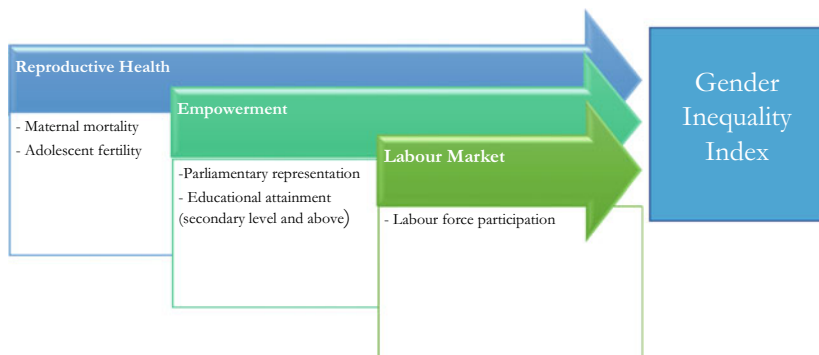 Reproductive Health
- Maternal mortality
- Adolescent fertility
Empowerment
-Parliamentary representation
- Educational attainment
(secondary level and above)
Labour Market
- Labour force participation
Gender
Inequality
Index